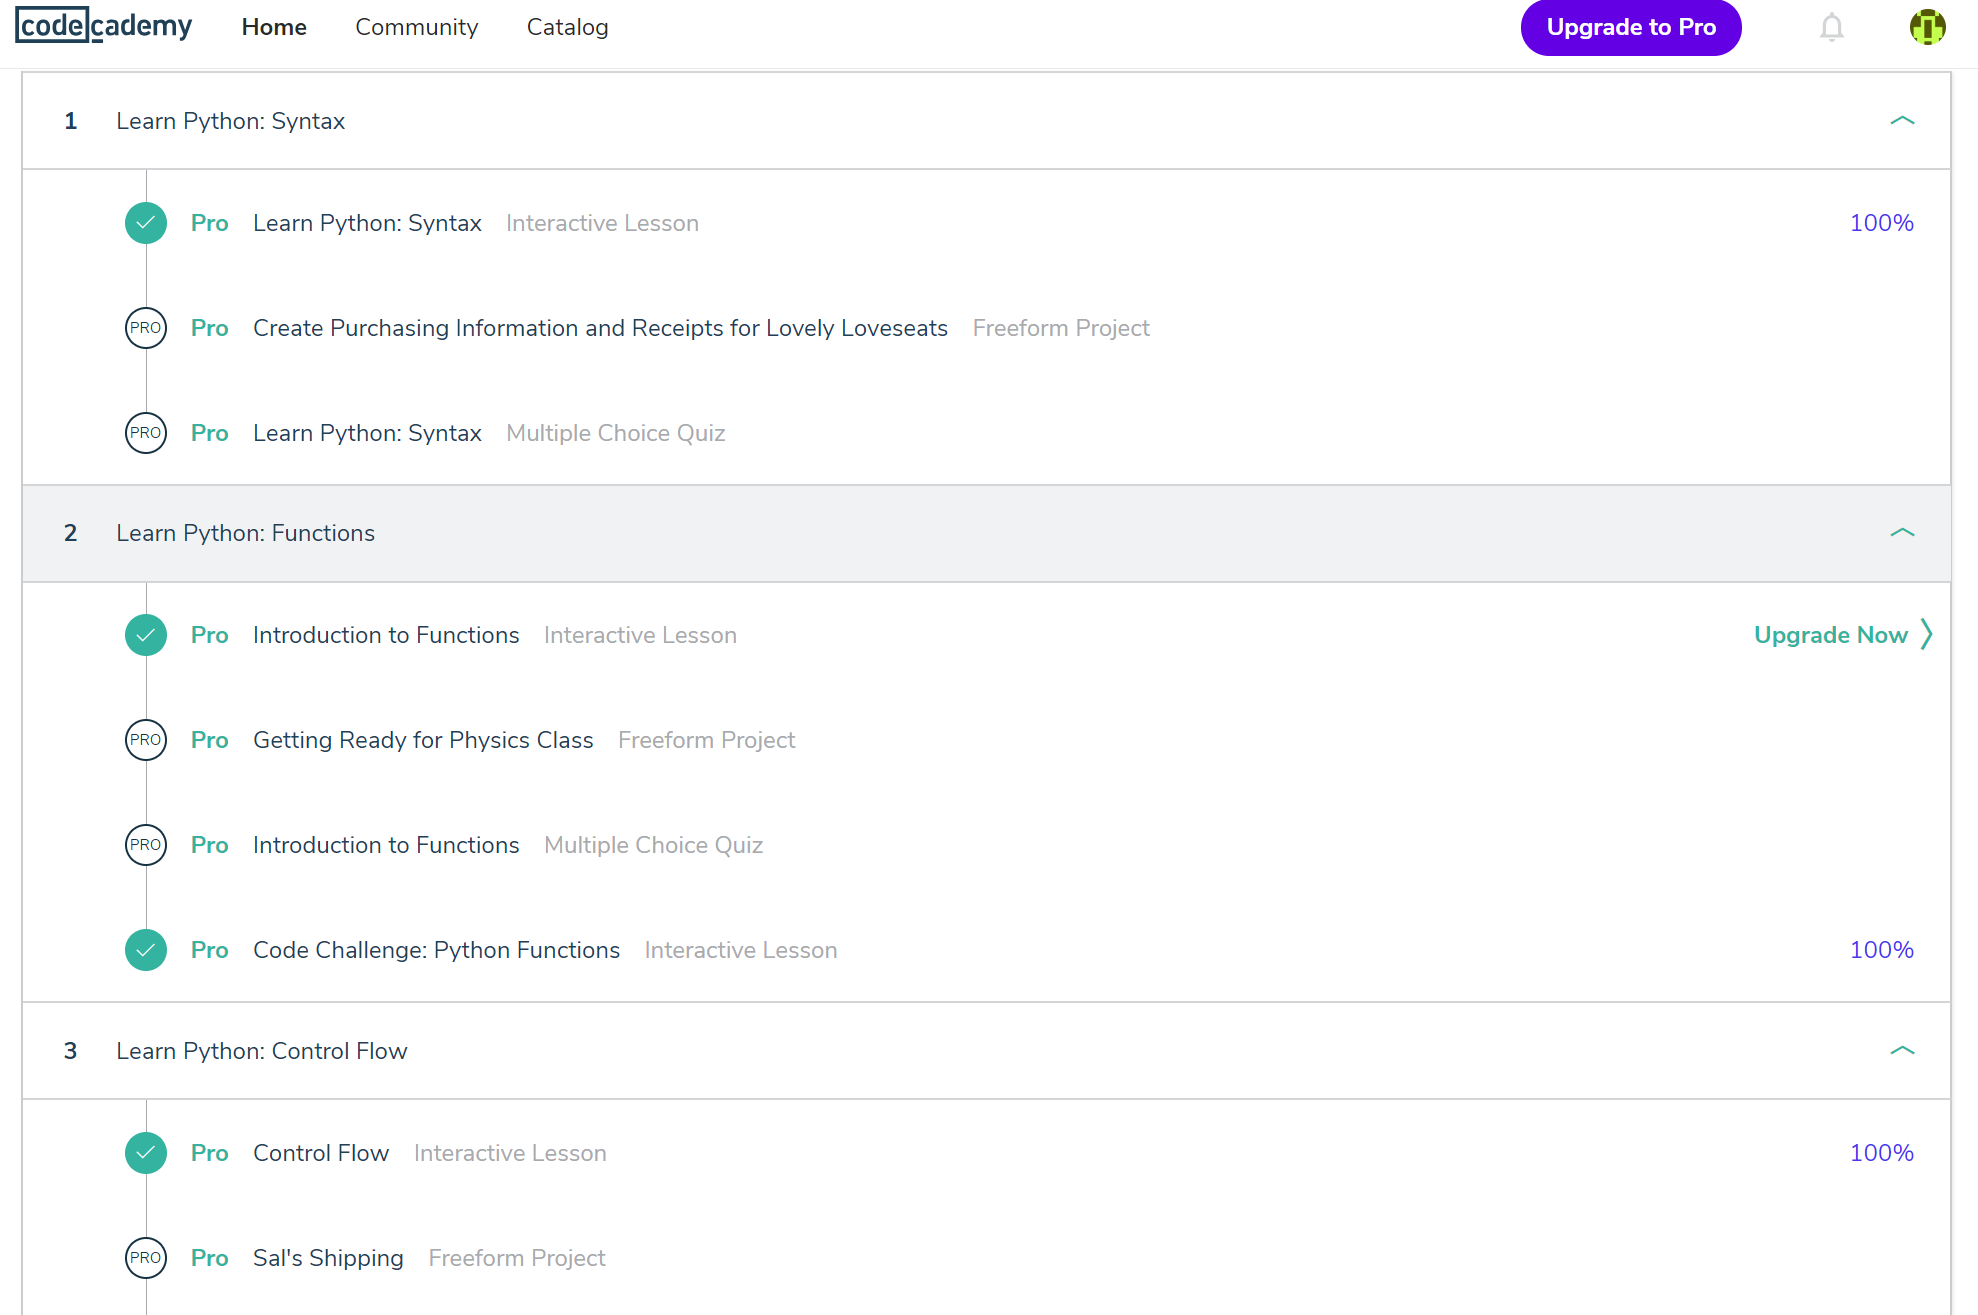 codecademy Home Community Catalog Upgrade to Pro
1 Learn Python: Syntax
Pro Learn Python: Syntax Interactive Lesson 100%
PRO Pro Create Purchasing Information and Receipts for Lovely Loveseats Freeform Project
PRO Pro Learn Python: Syntax Multiple Choice Quiz
2 Learn Python: Functions
Pro Introduction to Functions Interactive Lesson Upgrade Now
PRO Pro Getting Ready for Physics Class Freeform Project
PRO Pro Introduction to Functions Multiple Choice Quiz
Pro Code Challenge: Python Functions Interactive Lesson 100%
3 Learn Python: Control Flow
Pro Control Flow Interactive Lesson 100%
PRO Pro Sal's Shipping Freeform Project